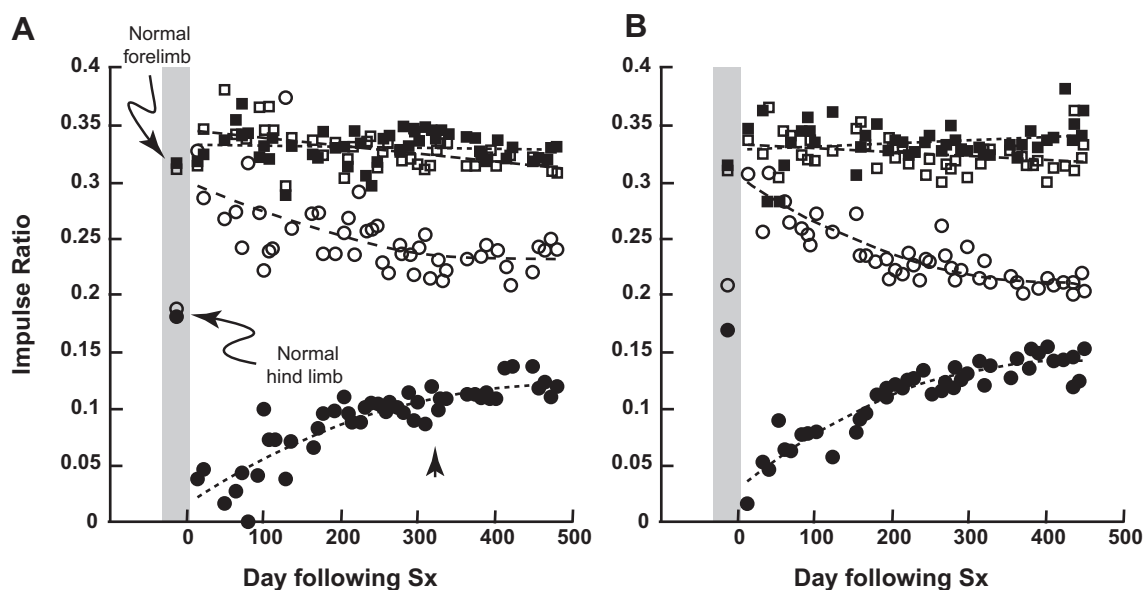 A
B
Normal
forelimb
0.4
0.35
0.3
0.25
0.2
0.15
0.1
0.05
0
Impulse Ratio
Normal
hind limb
0 100 200 300 400 500
Day following Sx
0.4
0.35
0.3
0.25
0.2
0.15
0.1
0.05
0
0 100 200 300 400 500
Day following Sx